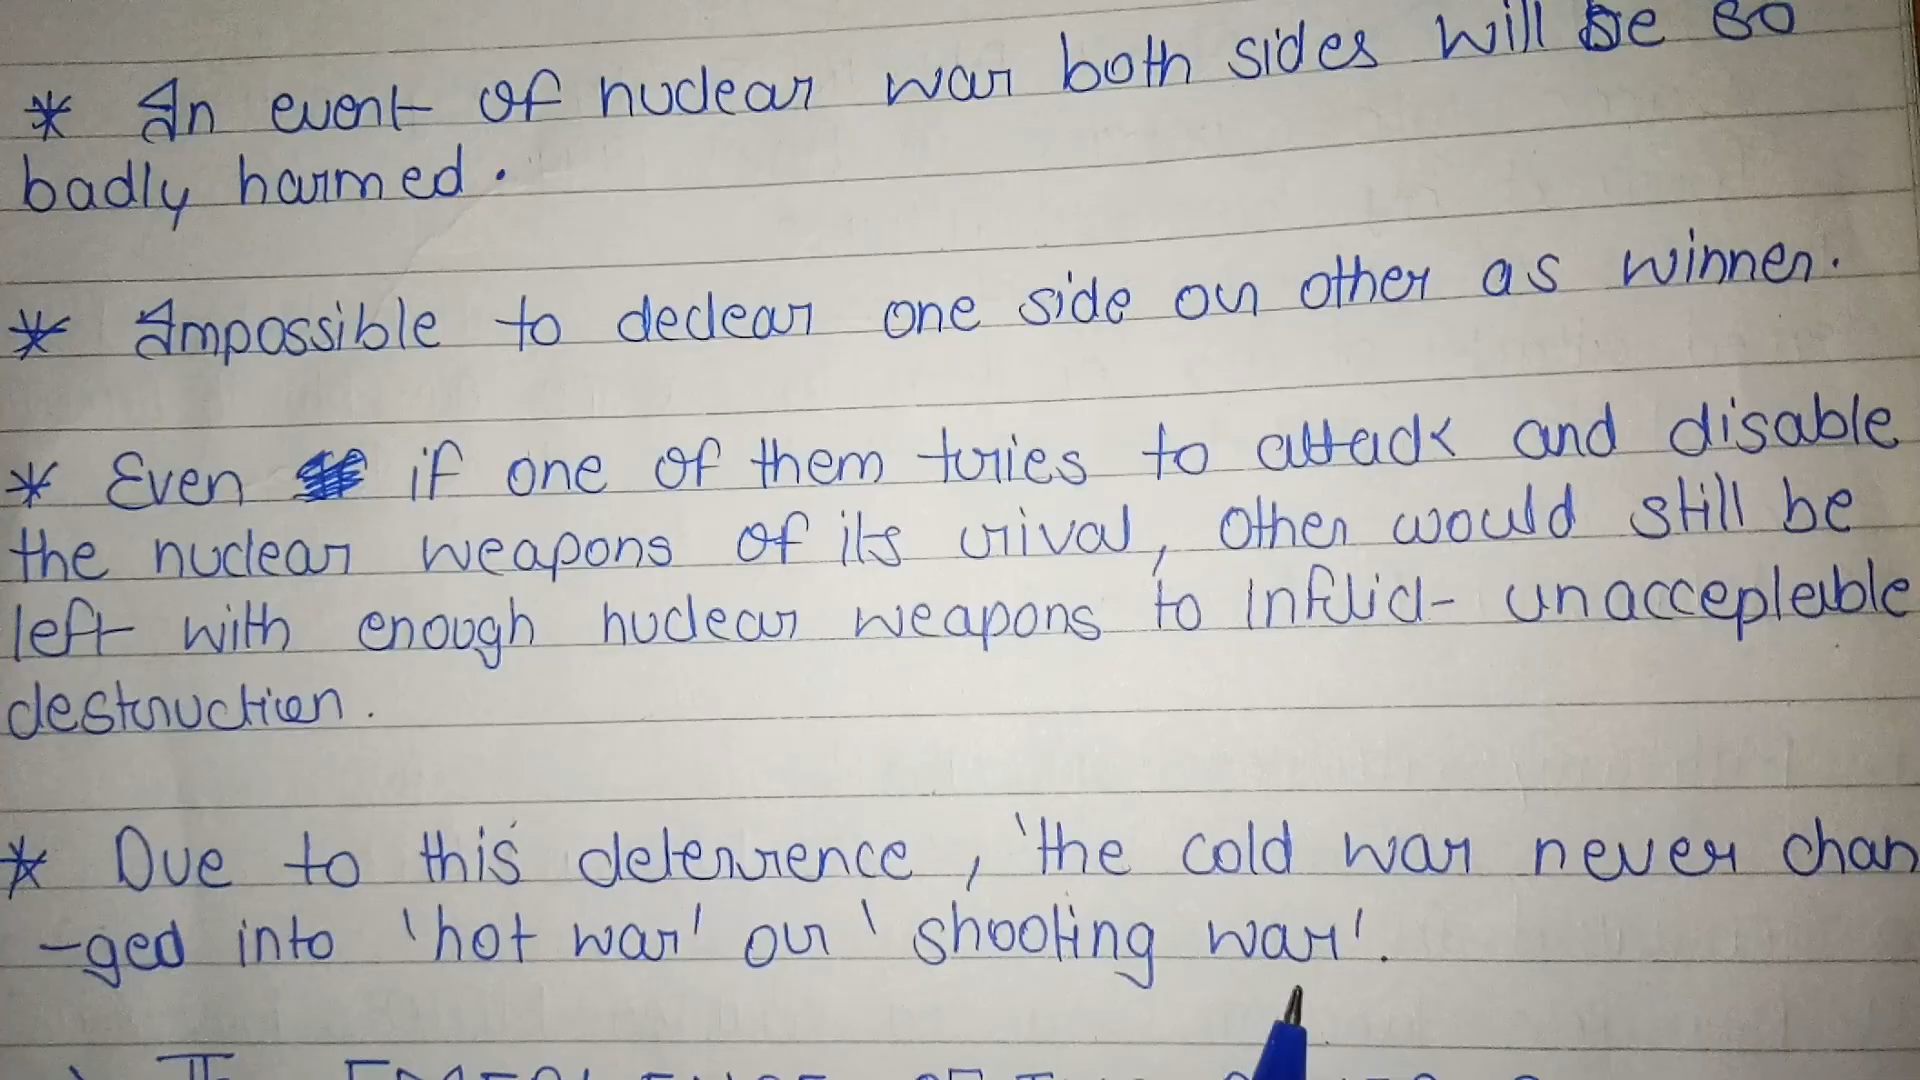 * In event of nuclear war both sides will be so
badly harmed.
* Impossible to declear one side or other as winner.
* Even if one of them tries to attack and disable
the nuclear weapons of its rival, other would still be
left with enough nuclear weapons to inflict unacceptable
destruction.
* Due to this deterrence, 'the cold war never chan
-ged into 'hot war' or 'shooting war'.